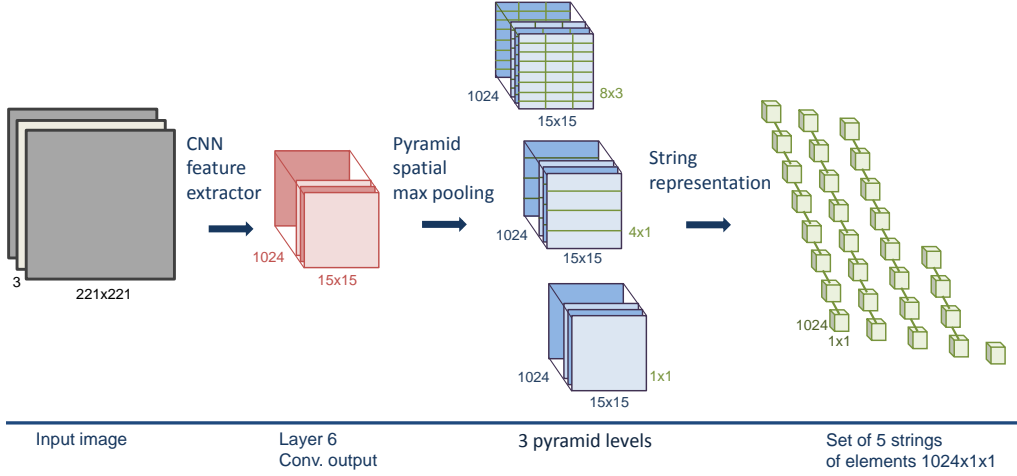 1024
8x3
15x15
CNN
feature
extractor
Pyramid
spatial
max pooling
String
representation
1024
15x15
1024
4x1
15x15
3
221x221
1024
1x1
1024
1x1
15x15
Input image
Layer 6
Conv. output
3 pyramid levels
Set of 5 strings
of elements 1024x1x1